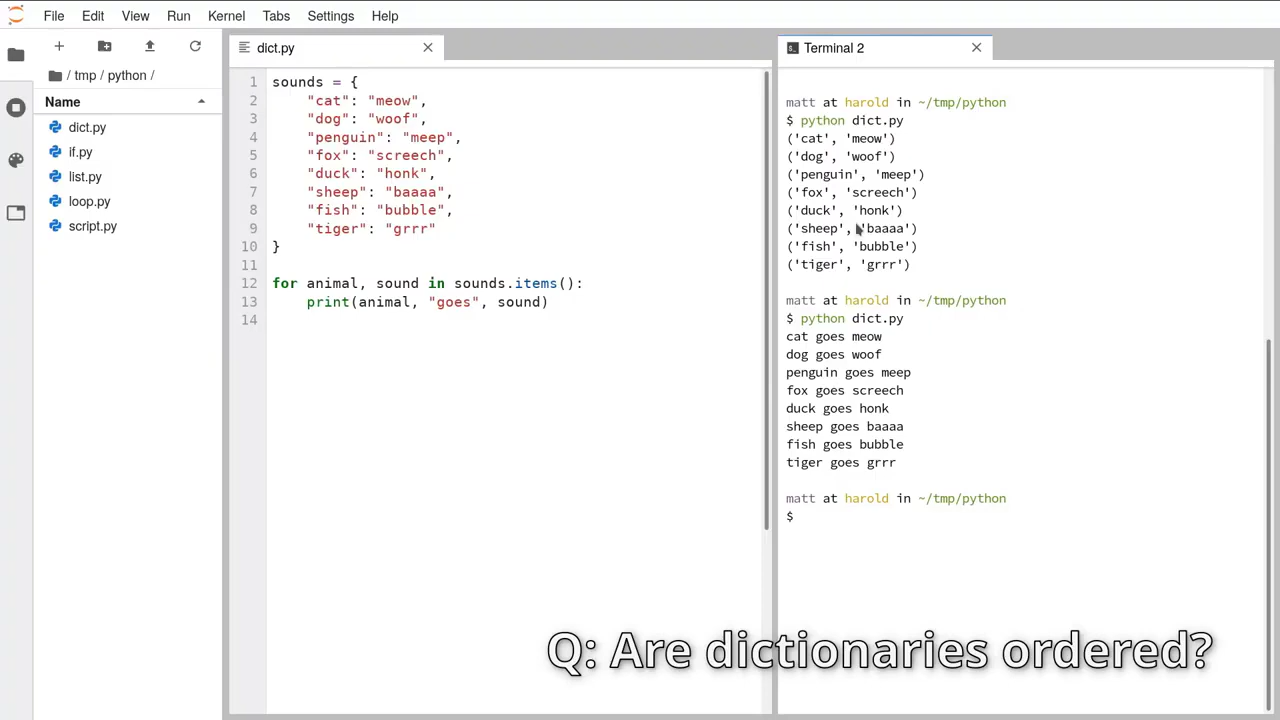 File Edit View Run Kernel Tabs Settings Help
/ tmp / python /
Name
dict.py
if.py
list.py
loop.py
script.py
dict.py
1 sounds = {
2     "cat": "meow",
3     "dog": "woof",
4     "penguin": "meep",
5     "fox": "screech",
6     "duck": "honk",
7     "sheep": "baaaa",
8     "fish": "bubble",
9     "tiger": "grrr"
10 }
11
12 for animal, sound in sounds.items():
13     print(animal, "goes", sound)
14
Terminal 2
matt at harold in ~/tmp/python
$ python dict.py
('cat', 'meow')
('dog', 'woof')
('penguin', 'meep')
('fox', 'screech')
('duck', 'honk')
('sheep', 'baaaa')
('fish', 'bubble')
('tiger', 'grrr')
matt at harold in ~/tmp/python
$ python dict.py
cat goes meow
dog goes woof
penguin goes meep
fox goes screech
duck goes honk
sheep goes baaaa
fish goes bubble
tiger goes grrr
matt at harold in ~/tmp/python
$
Q: Are dictionaries ordered?